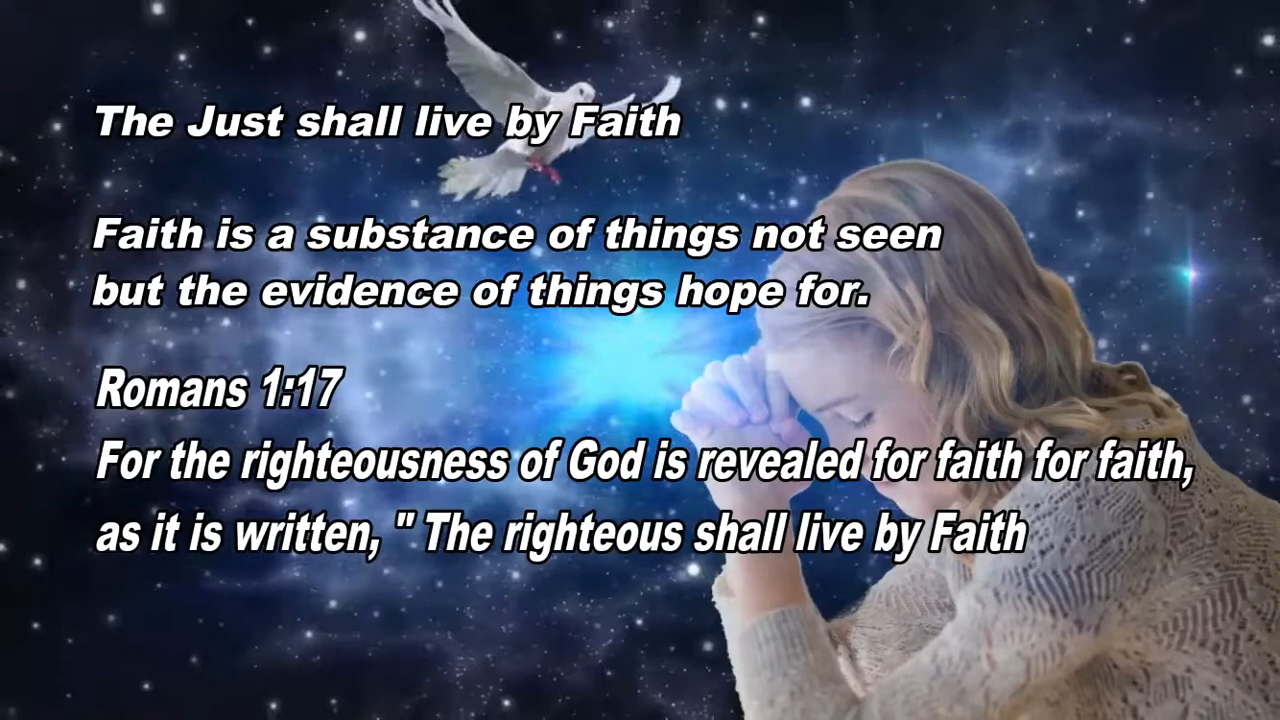 The Just shall live by Faith
Faith is a substance of things not seen
but the evidence of things hope for.
Romans 1:17
For the righteousness of God is revealed for faith for faith,
as it is written, " The righteous shall live by Faith